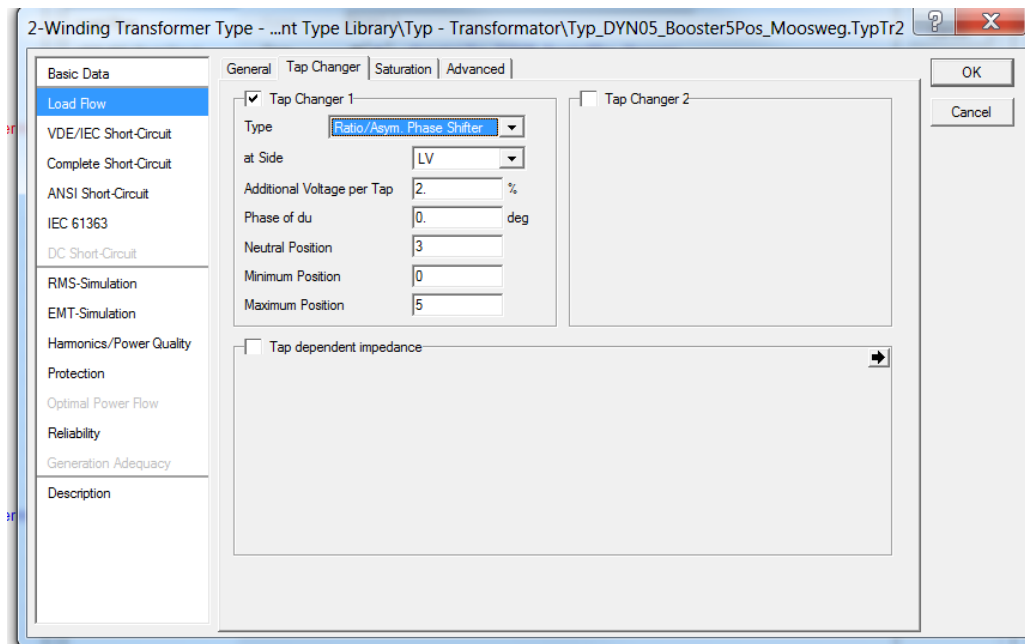 2-Winding Transformer Type - ...nt Type Library\Typ - Transformator\Typ_DYN05_Booster5Pos_Moosweg.TypTr2
Basic Data
Load Flow
VDE/IEC Short-Circuit
Complete Short-Circuit
ANSI Short-Circuit
IEC 61363
DC Short-Circuit
RMS-Simulation
EMT-Simulation
Harmonics/Power Quality
Protection
Optimal Power Flow
Reliability
Generation Adequacy
Description
General Tap Changer Saturation Advanced
Tap Changer 1
Type Ratio/Asym. Phase Shifter
at Side LV
Additional Voltage per Tap 2. %
Phase of du 0. deg
Neutral Position 3
Minimum Position 0
Maximum Position 5
Tap Changer 2
Tap dependent impedance
OK
Cancel